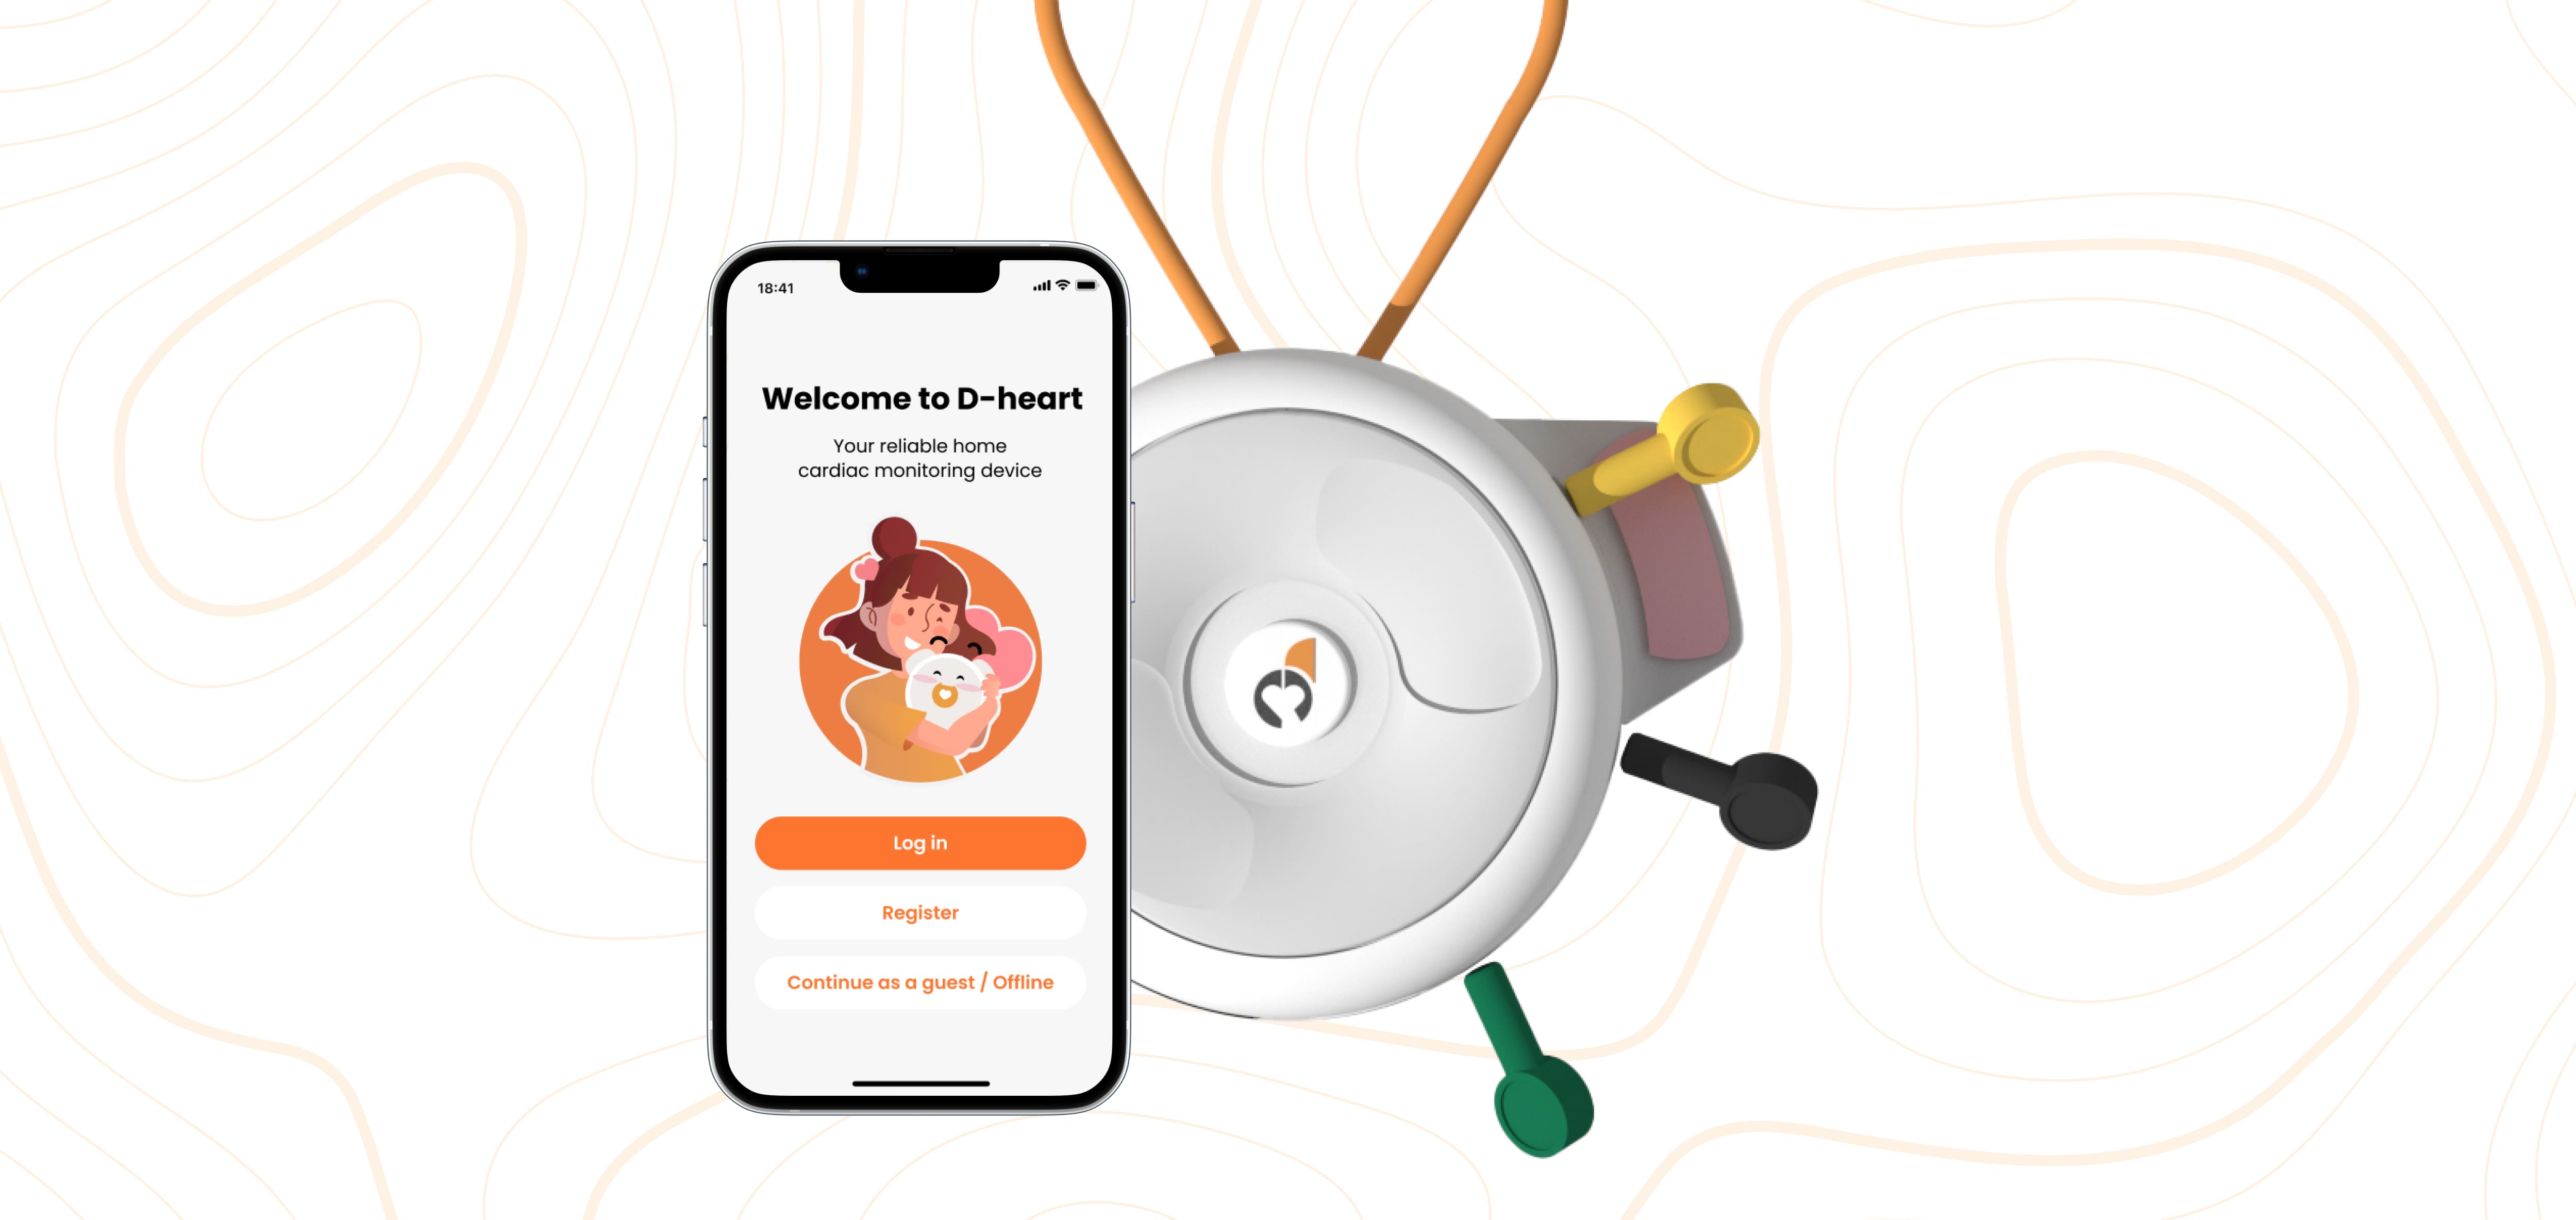 18:41
Welcome to D-heart
Your reliable home
cardiac monitoring device
Log in
Register
Continue as a guest / Offline